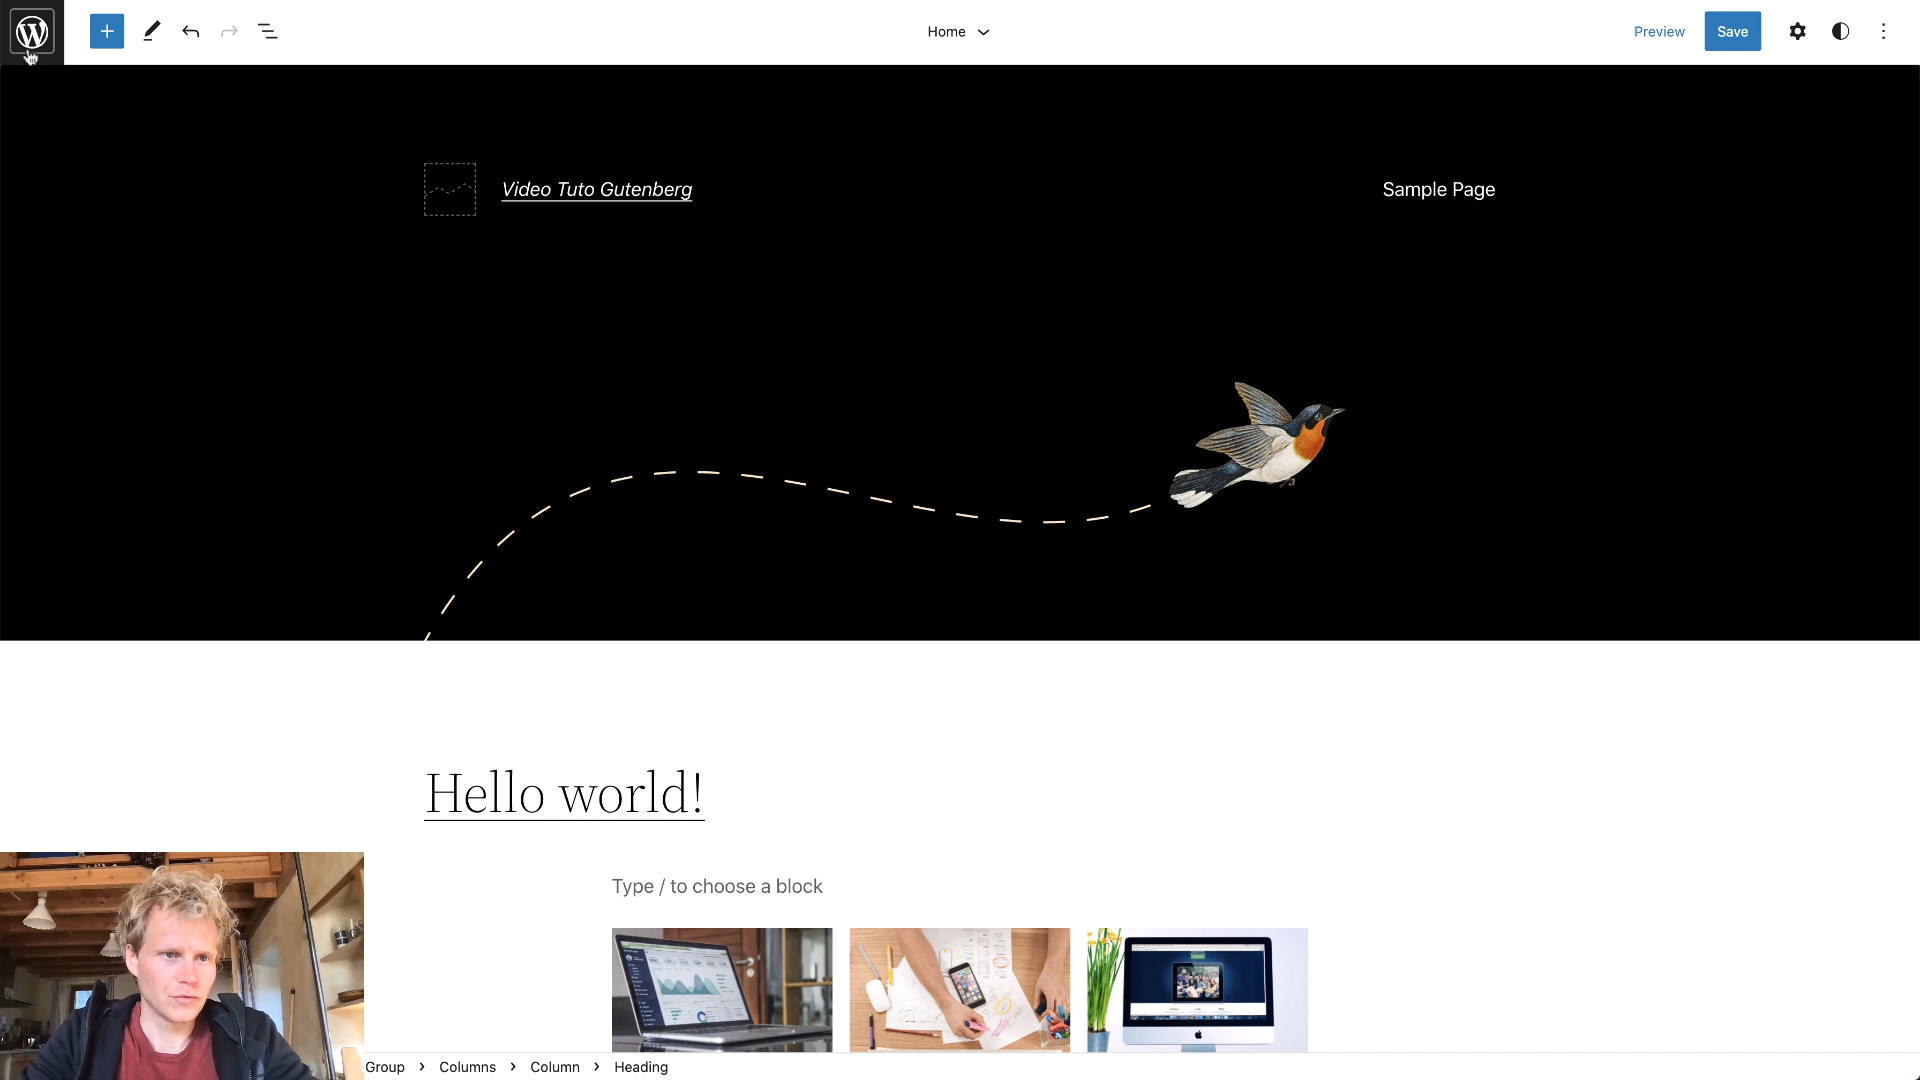 Home
Preview
Save
Video Tuto Gutenberg
Sample Page
Hello world!
Type / to choose a block
Group > Columns > Column > Heading